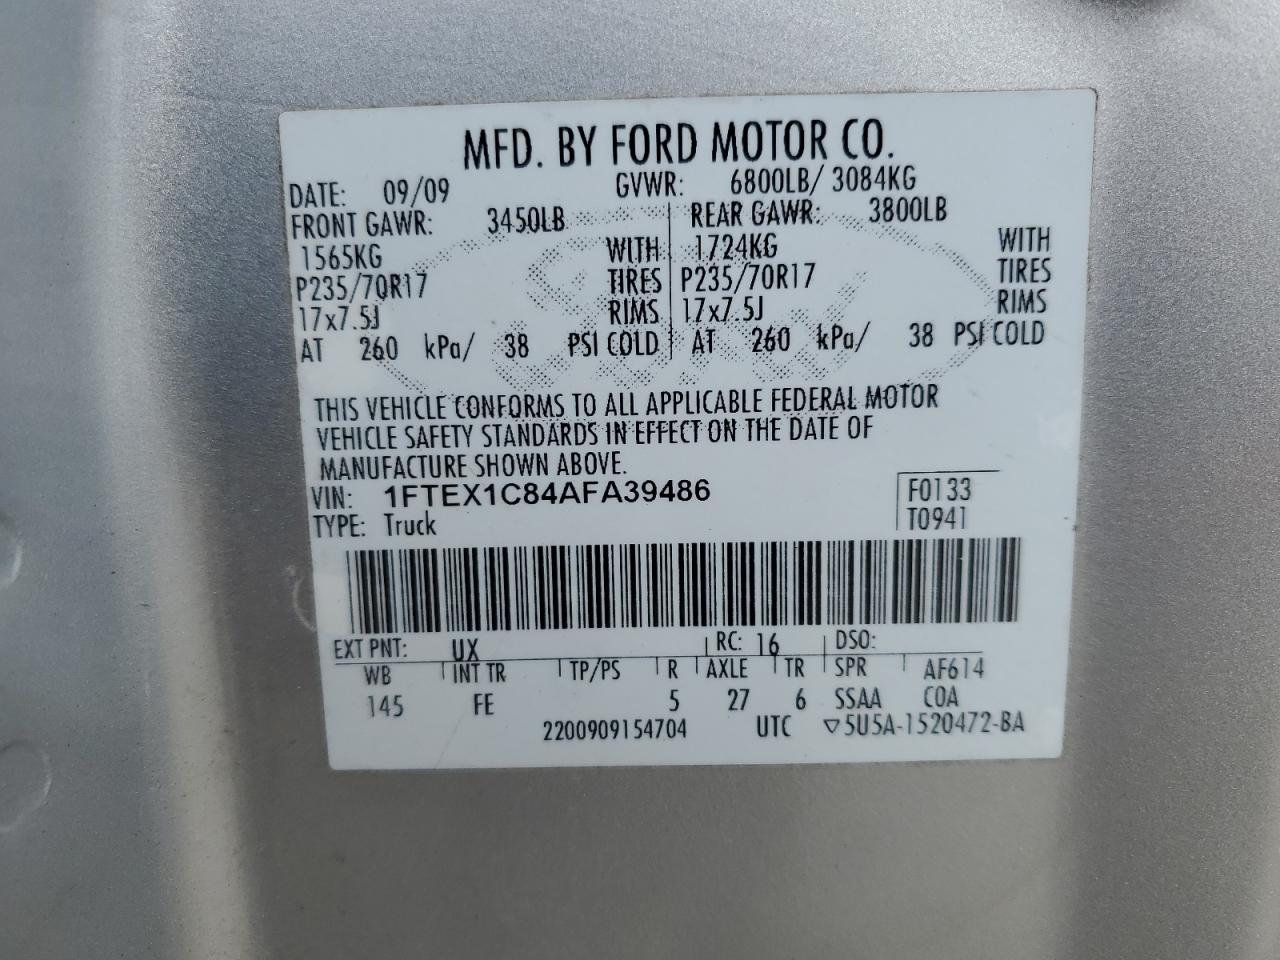 MFD. BY FORD MOTOR CO.
DATE: 09/09 GVWR: 6800LB/ 3084KG
FRONT GAWR: 3450LB REAR GAWR: 3800LB
1565KG WITH 1724KG WITH
P235/70R17 TIRES P235/70R17 TIRES
17x7.5J RIMS 17x7.5J RIMS
AT 260 kPa/ 38 PSI COLD AT 260 kPa/ 38 PSI COLD
THIS VEHICLE CONFORMS TO ALL APPLICABLE FEDERAL MOTOR
VEHICLE SAFETY STANDARDS IN EFFECT ON THE DATE OF
MANUFACTURE SHOWN ABOVE.
VIN: 1FTEX1C84AFA39486 F0133
TYPE: Truck T0941
EXT PNT: UX RC: 16 DSO:
WB INT TR TP/PS R AXLE TR SPR AF614
145 FE 5 27 6 SSAA COA
2200909154704 UTC ▽5U5A-1520472-BA